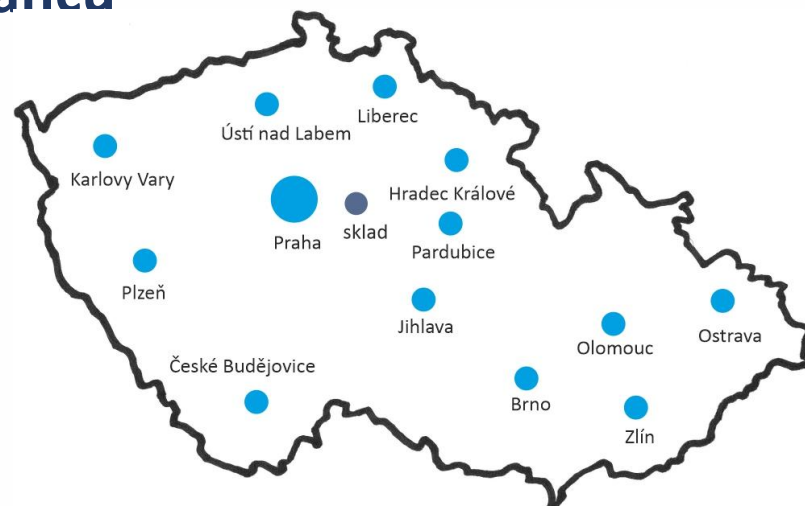 Liberec
Ústí nad Labem
Karlovy Vary
Hradec Králové
sklad
Praha
Pardubice
Plzeň
Jihlava
Ostrava
Olomouc
České Budějovice
Brno
Zlín